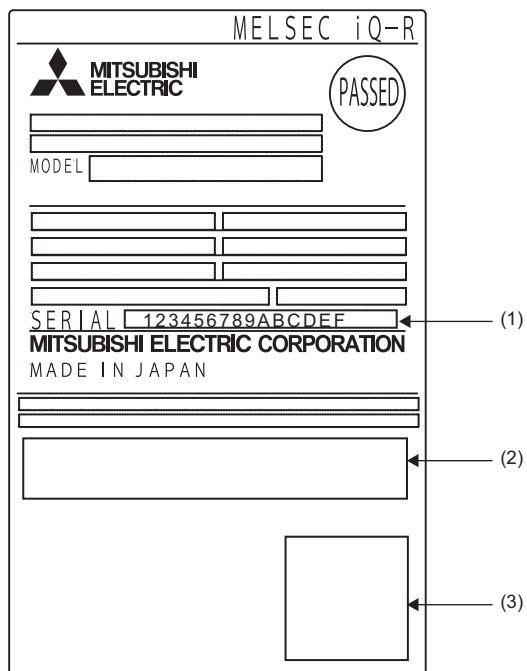 MELSEC iQ-R
MITSUBISHI
ELECTRIC
PASSED
MODEL
SERIAL 123456789ABCDEF
(1)
MITSUBISHI ELECTRIC CORPORATION
MADE IN JAPAN
(2)
(3)